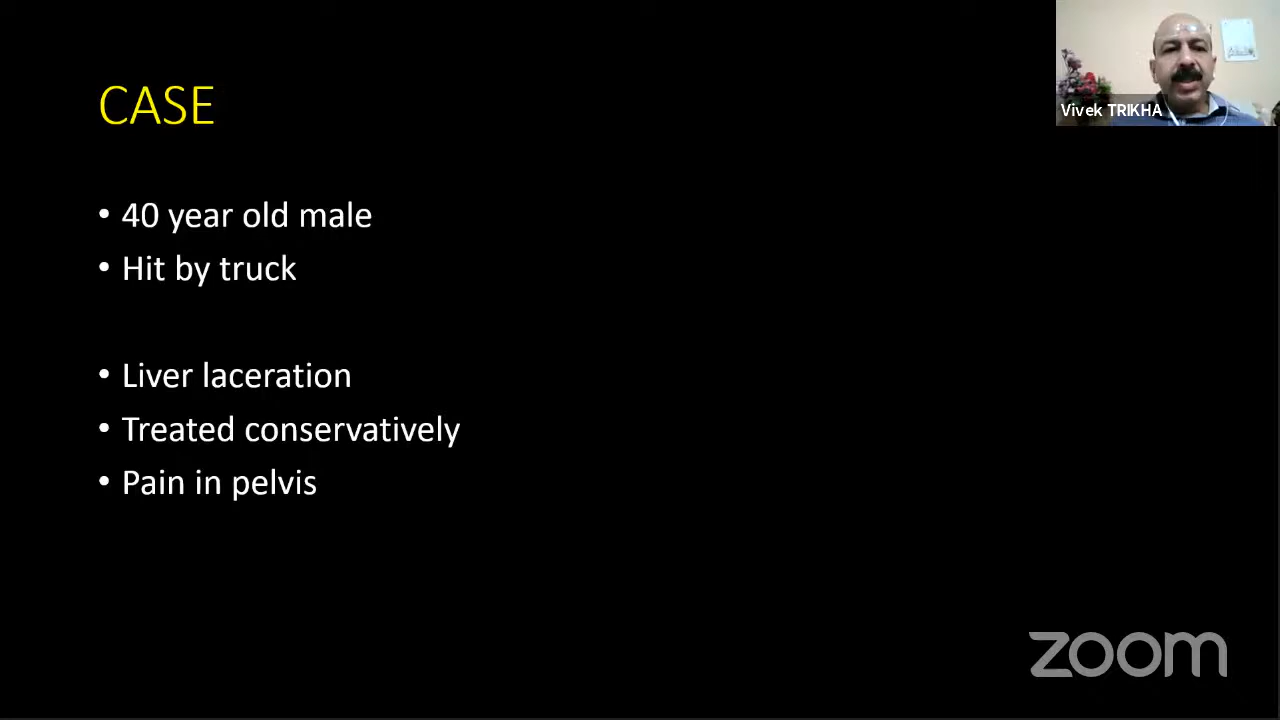 CASE
Vivek TRIKHA
• 40 year old male
• Hit by truck
• Liver laceration
• Treated conservatively
• Pain in pelvis
zoom